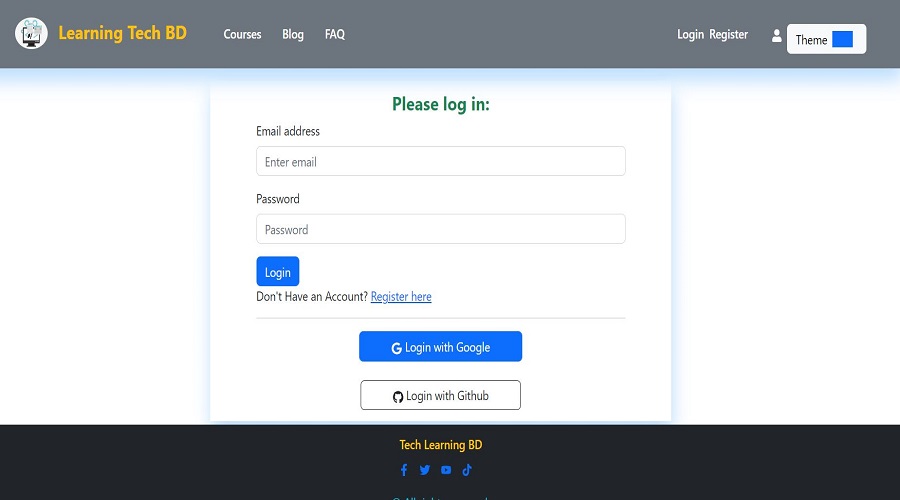 Learning Tech BD Courses Blog FAQ Login Register Theme
Please log in:
Email address
Enter email
Password
Password
Login
Don't Have an Account? Register here
G Login with Google
Login with Github
Tech Learning BD